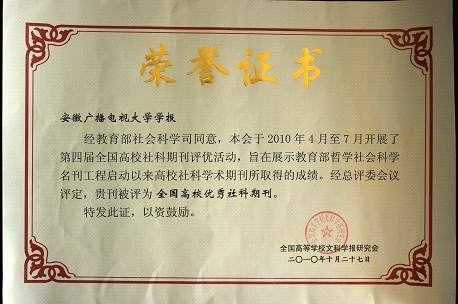 荣誉证书
安徽广播电视大学学报
经教育部社会科学司同意，本会于2010年4月至7月开展了
第四届全国高校社科期刊评优活动，旨在展示教育部哲学社会科学
名刊工程启动以来高校社科学术期刊所取得的成绩。经总评委会议
评定，贵刊被评为 全国高校优秀社科期刊。
特发此证，以资鼓励。
全国高等学校文科学报研究会
二〇一〇年十月二十七日